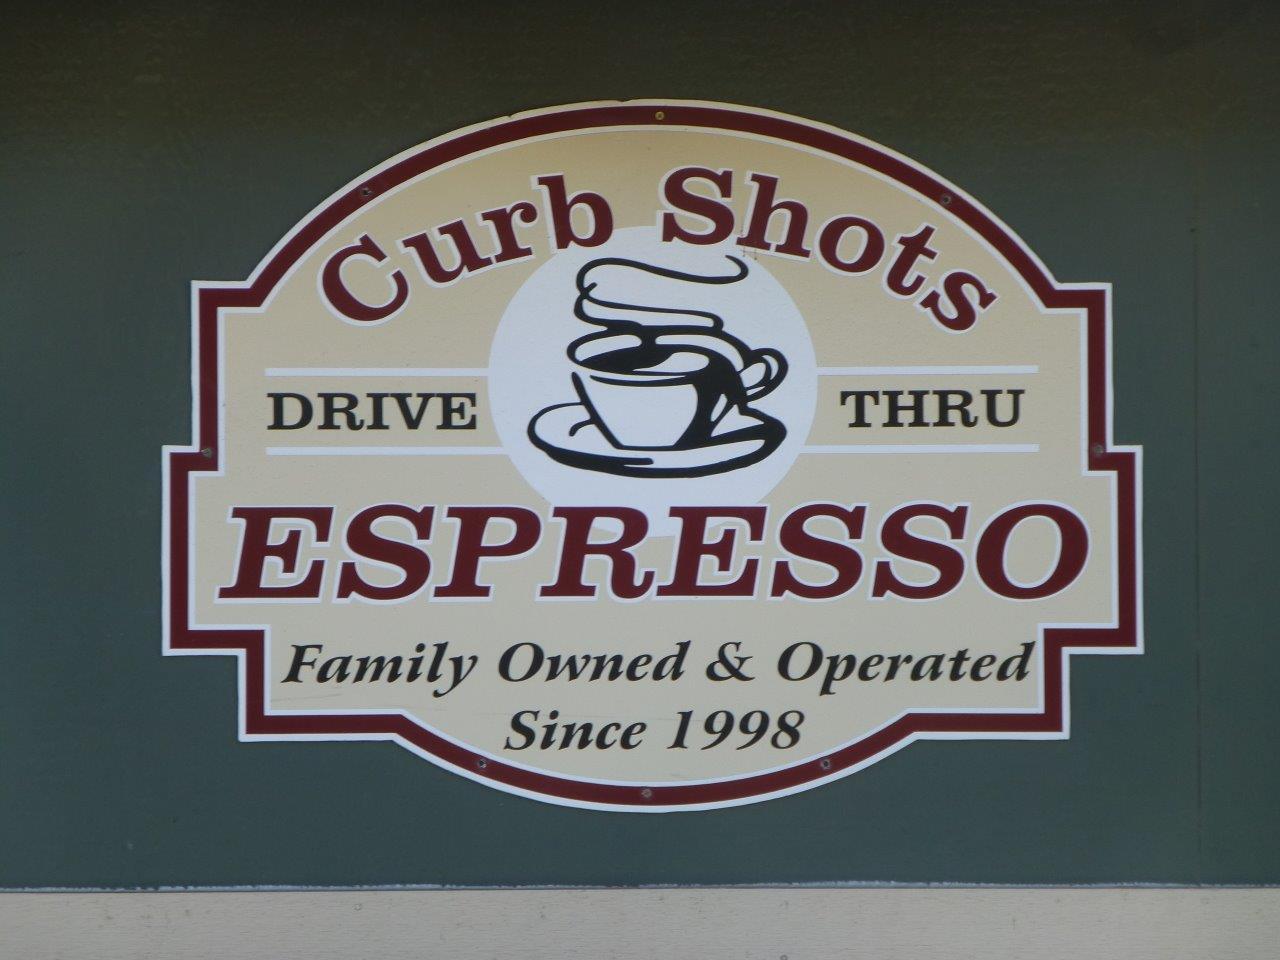 Curb Shots
DRIVE THRU
ESPRESSO
Family Owned & Operated
Since 1998